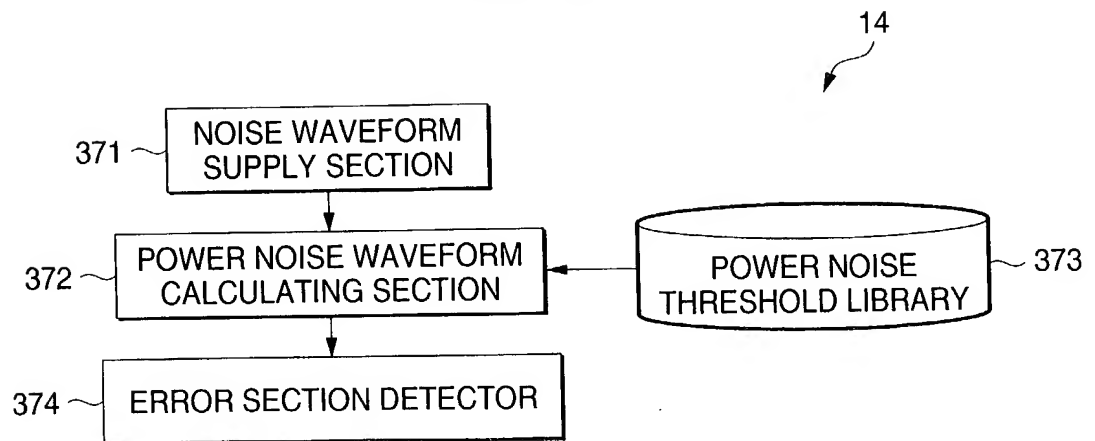 14
371
NOISE WAVEFORM
SUPPLY SECTION
372
POWER NOISE WAVEFORM
CALCULATING SECTION
POWER NOISE
THRESHOLD LIBRARY
373
374
ERROR SECTION DETECTOR